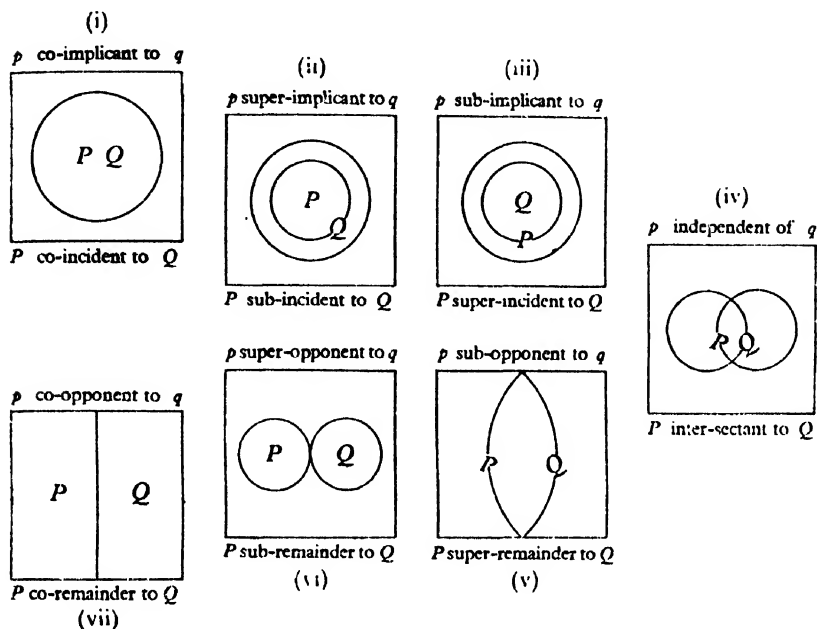 (i)
p co-implicant to q
P Q
P co-incident to Q
(ii)
p super-implicant to q
P
Q
P sub-incident to Q
(iii)
p sub-implicant to q
Q
P
P super-incident to Q
(iv)
p independent of q
P Q
P inter-sectant to Q
p co-opponent to q
P Q
P co-remainder to Q
(vii)
p super-opponent to q
P Q
P sub-remainder to Q
(vi)
p sub-opponent to q
P Q
P super-remainder to Q
(v)